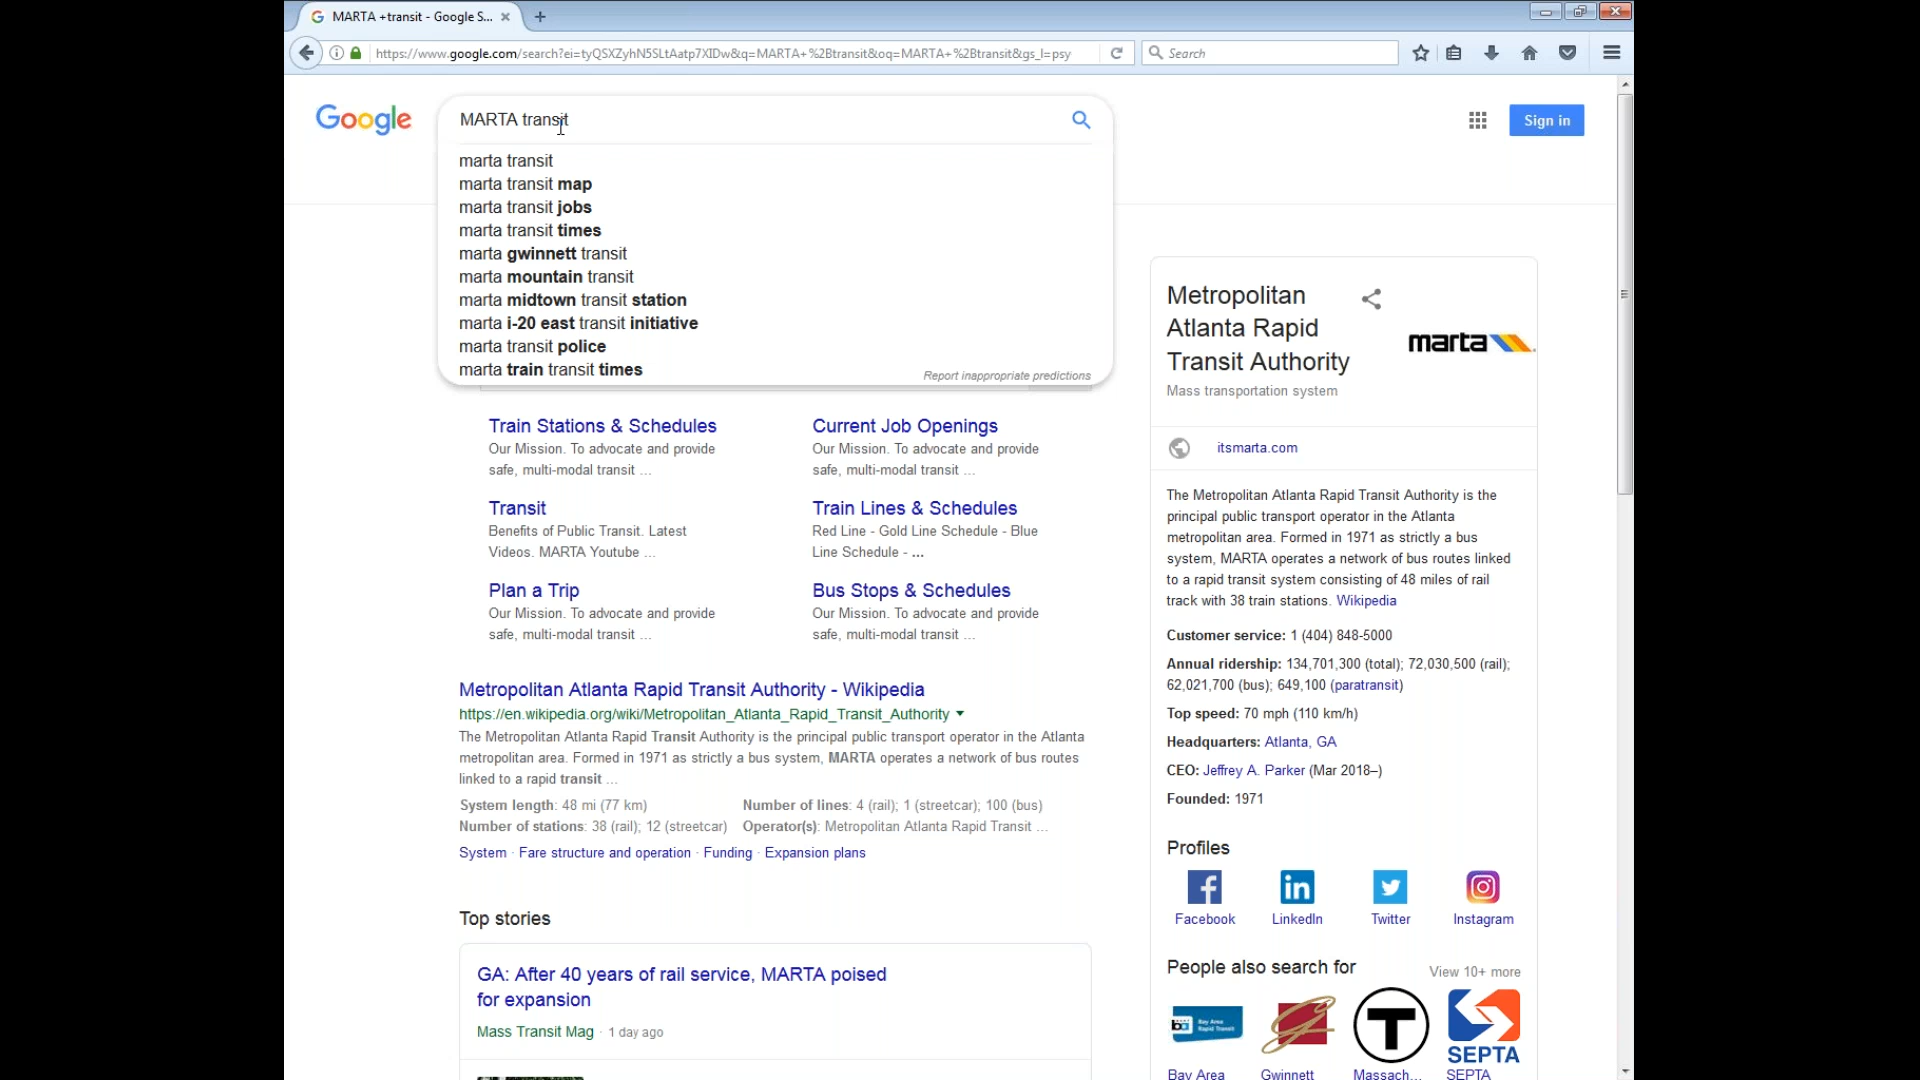 MARTA +transit - Google S...
https://www.google.com/search?ei=tyQSXZyhN5SLtAatp7XIDw&q=MARTA+%2Btransit&oq=MARTA+%2Btransit&gs_l=psy
Search
Google
MARTA transit
Sign in
marta transit
marta transit map
marta transit jobs
marta transit times
marta gwinnett transit
marta mountain transit
marta midtown transit station
marta i-20 east transit initiative
marta transit police
marta train transit times
Report inappropriate predictions
Train Stations & Schedules
Our Mission. To advocate and provide
safe, multi-modal transit ...
Current Job Openings
Our Mission. To advocate and provide
safe, multi-modal transit ...
Transit
Benefits of Public Transit. Latest
Videos. MARTA Youtube ...
Train Lines & Schedules
Red Line - Gold Line Schedule - Blue
Line Schedule - ...
Plan a Trip
Our Mission. To advocate and provide
safe, multi-modal transit ...
Bus Stops & Schedules
Our Mission. To advocate and provide
safe, multi-modal transit ...
Metropolitan Atlanta Rapid Transit Authority - Wikipedia
https://en.wikipedia.org/wiki/Metropolitan_Atlanta_Rapid_Transit_Authority
The Metropolitan Atlanta Rapid Transit Authority is the principal public transport operator in the Atlanta
metropolitan area. Formed in 1971 as strictly a bus system, MARTA operates a network of bus routes
linked to a rapid transit ...
System length: 48 mi (77 km)
Number of lines: 4 (rail); 1 (streetcar); 100 (bus)
Number of stations: 38 (rail); 12 (streetcar)
Operator(s): Metropolitan Atlanta Rapid Transit ...
System · Fare structure and operation · Funding · Expansion plans
Top stories
GA: After 40 years of rail service, MARTA poised
for expansion
Mass Transit Mag · 1 day ago
Metropolitan
Atlanta Rapid
Transit Authority
marta
Mass transportation system
itsmarta.com
The Metropolitan Atlanta Rapid Transit Authority is the
principal public transport operator in the Atlanta
metropolitan area. Formed in 1971 as strictly a bus
system, MARTA operates a network of bus routes linked
to a rapid transit system consisting of 48 miles of rail
track with 38 train stations. Wikipedia
Customer service: 1 (404) 848-5000
Annual ridership: 134,701,300 (total); 72,030,500 (rail);
62,021,700 (bus); 649,100 (paratransit)
Top speed: 70 mph (110 km/h)
Headquarters: Atlanta, GA
CEO: Jeffrey A. Parker (Mar 2018–)
Founded: 1971
Profiles
Facebook
LinkedIn
Twitter
Instagram
People also search for
View 10+ more
Bay Area
Rapid Transit
T
SEPTA
Bay Area
Gwinnett
Massach...
SEPTA